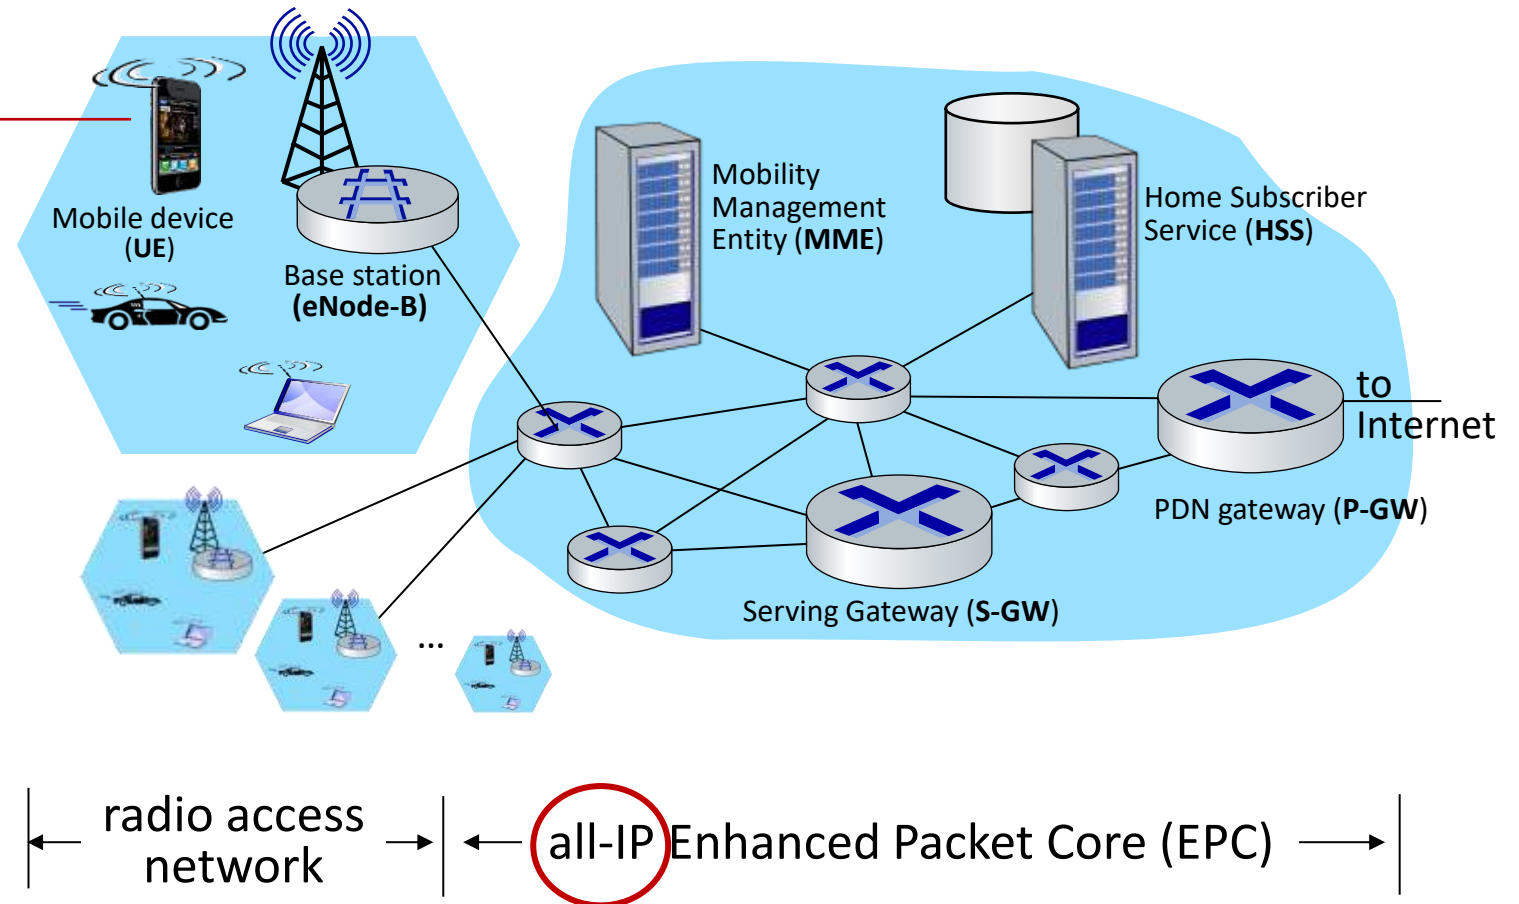 Mobile device
(UE)
Base station
(eNode-B)
Mobility
Management
Entity (MME)
Home Subscriber
Service (HSS)
to
Internet
PDN gateway (P-GW)
Serving Gateway (S-GW)
...
radio access
network
all-IP Enhanced Packet Core (EPC)